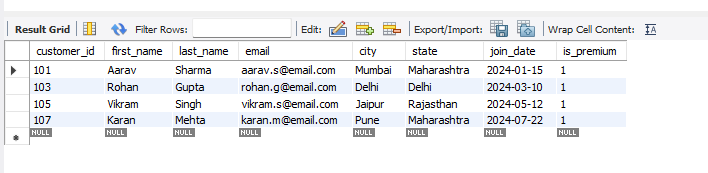 Result Grid Filter Rows: Edit: Export/Import: Wrap Cell Content: IA
customer_id first_name last_name email city state join_date is_premium
101 Aarav Sharma aarav.s@email.com Mumbai Maharashtra 2024-01-15 1
103 Rohan Gupta rohan.g@email.com Delhi Delhi 2024-03-10 1
105 Vikram Singh vikram.s@email.com Jaipur Rajasthan 2024-05-12 1
107 Karan Mehta karan.m@email.com Pune Maharashtra 2024-07-22 1
NULL NULL NULL NULL NULL NULL NULL NULL